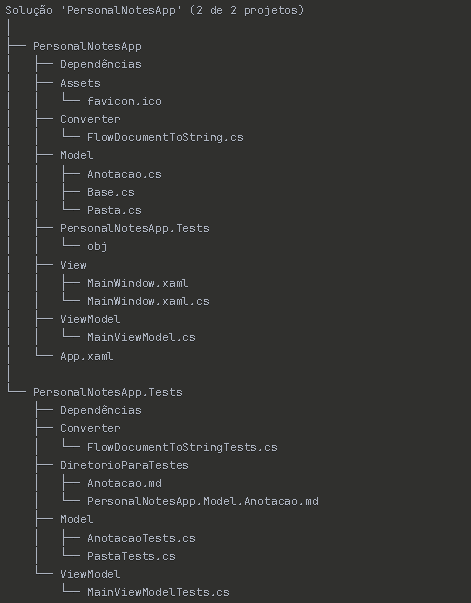 Solução 'PersonalNotesApp' (2 de 2 projetos)
│
├── PersonalNotesApp
│   ├── Dependências
│   ├── Assets
│   │   └── favicon.ico
│   ├── Converter
│   │   └── FlowDocumentToString.cs
│   ├── Model
│   │   ├── Anotacao.cs
│   │   ├── Base.cs
│   │   └── Pasta.cs
│   ├── PersonalNotesApp.Tests
│   │   └── obj
│   ├── View
│   │   ├── MainWindow.xaml
│   │   └── MainWindow.xaml.cs
│   ├── ViewModel
│   │   └── MainViewModel.cs
│   └── App.xaml
│
└── PersonalNotesApp.Tests
    ├── Dependências
    ├── Converter
    │   └── FlowDocumentToStringTests.cs
    ├── DiretorioParaTestes
    │   ├── Anotacao.md
    │   └── PersonalNotesApp.Model.Anotacao.md
    ├── Model
    │   ├── AnotacaoTests.cs
    │   └── PastaTests.cs
    └── ViewModel
        └── MainViewModelTests.cs